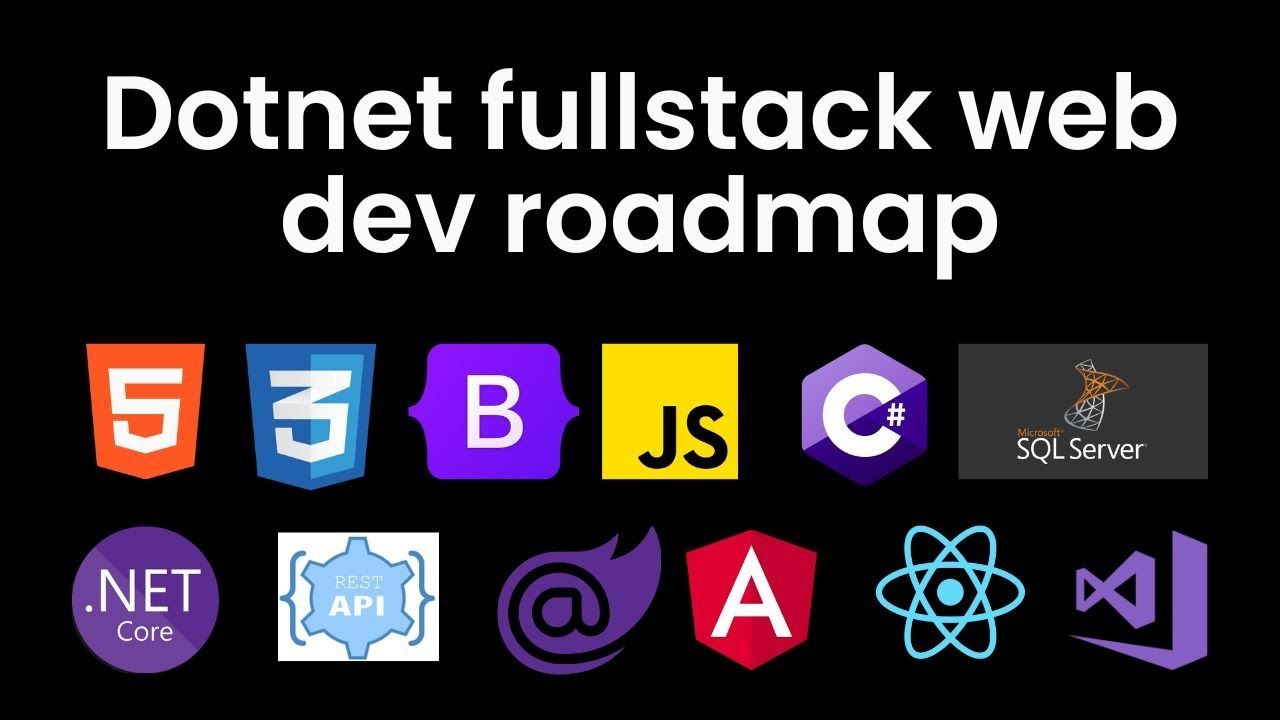 Dotnet fullstack web
dev roadmap
5
3
B
JS
C#
Microsoft®
SQL Server®
.NET
Core
{ REST }
API
@
A